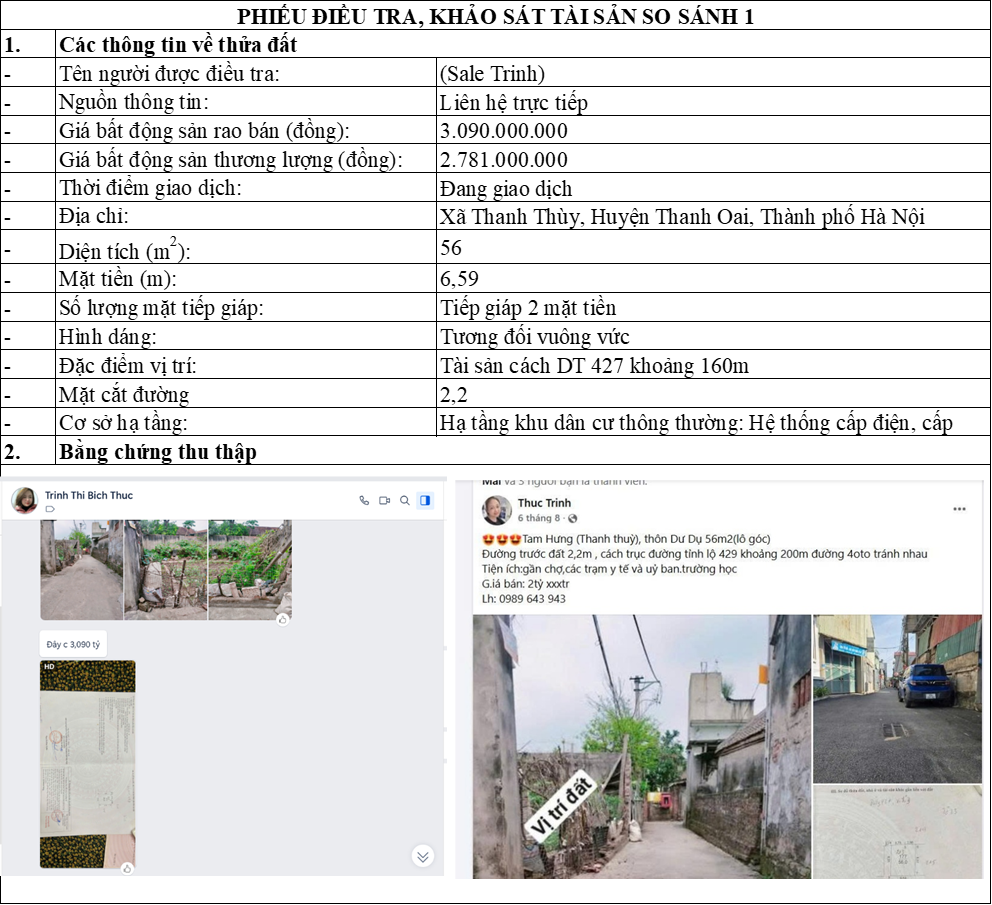 PHIẾU ĐIỀU TRA, KHẢO SÁT TÀI SẢN SO SÁNH 1
1. Các thông tin về thửa đất
- Tên người được điều tra: (Sale Trinh)
- Nguồn thông tin: Liên hệ trực tiếp
- Giá bất động sản rao bán (đồng): 3.090.000.000
- Giá bất động sản thương lượng (đồng): 2.781.000.000
- Thời điểm giao dịch: Đang giao dịch
- Địa chỉ: Xã Thanh Thùy, Huyện Thanh Oai, Thành phố Hà Nội
- Diện tích (m²): 56
- Mặt tiền (m): 6,59
- Số lượng mặt tiếp giáp: Tiếp giáp 2 mặt tiền
- Hình dáng: Tương đối vuông vức
- Đặc điểm vị trí: Tài sản cách DT 427 khoảng 160m
- Mặt cắt đường 2,2
- Cơ sở hạ tầng: Hạ tầng khu dân cư thông thường: Hệ thống cấp điện, cấp
2. Bằng chứng thu thập
Trinh Thi Bich Thuc
Đây c 3,090 tỷ
HD
Mai và 5 người bạn là thành viên.
Thuc Trinh
6 tháng 8 ·
Tam Hưng (Thanh thuỳ), thôn Dư Dụ 56m2(lô góc)
Đường trước đất 2,2m , cách trục đường tỉnh lộ 429 khoảng 200m đường 4oto tránh nhau
Tiện ích:gần chợ,các trạm y tế và uỷ ban.trường học
G.iá bán: 2tỷ xxxtr
Lh: 0989 643 943
Vị trí đất